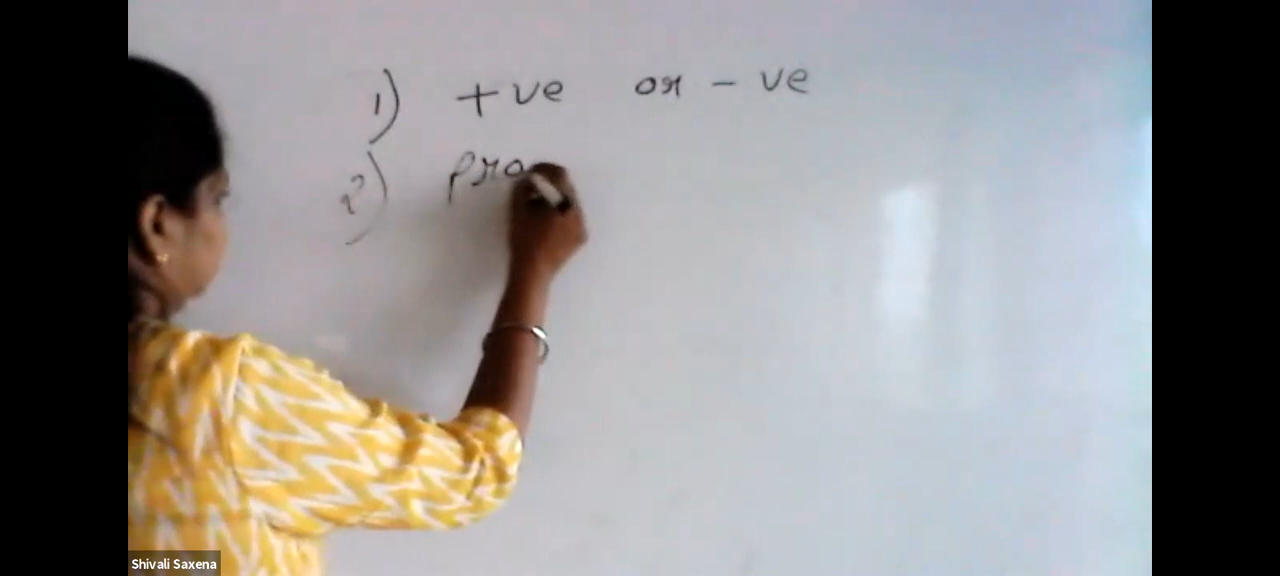 1) +ve or - ve
2) pro
Shivali Saxena